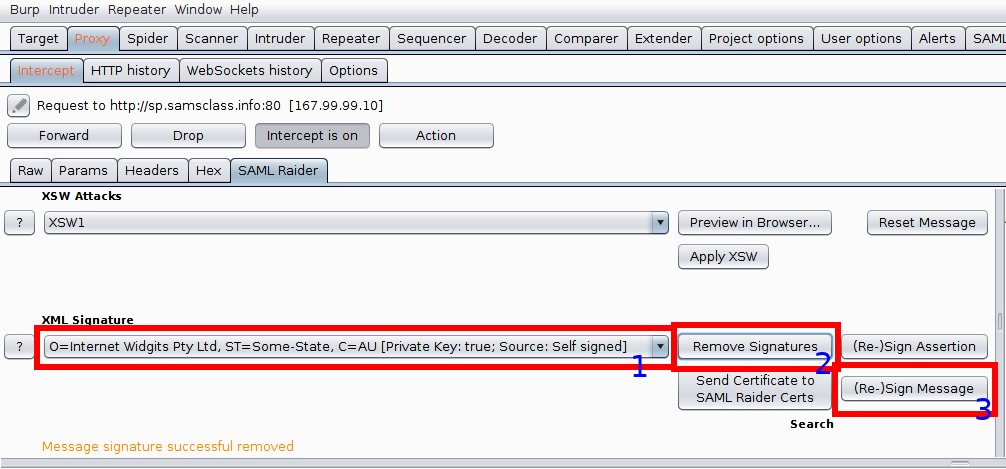 Burp Intruder Repeater Window Help
Target Proxy Spider Scanner Intruder Repeater Sequencer Decoder Comparer Extender Project options User options Alerts SAML
Intercept HTTP history WebSockets history Options
Request to http://sp.samsclass.info:80 [167.99.99.10]
Forward Drop Intercept is on Action
Raw Params Headers Hex SAML Raider
XSW Attacks
? XSW1 Preview in Browser... Reset Message
Apply XSW
XML Signature
? O=Internet Widgits Pty Ltd, ST=Some-State, C=AU [Private Key: true; Source: Self signed] 1 Remove Signatures 2 (Re-)Sign Assertion
Send Certificate to
SAML Raider Certs
(Re-)Sign Message 3
Search
Message signature successful removed